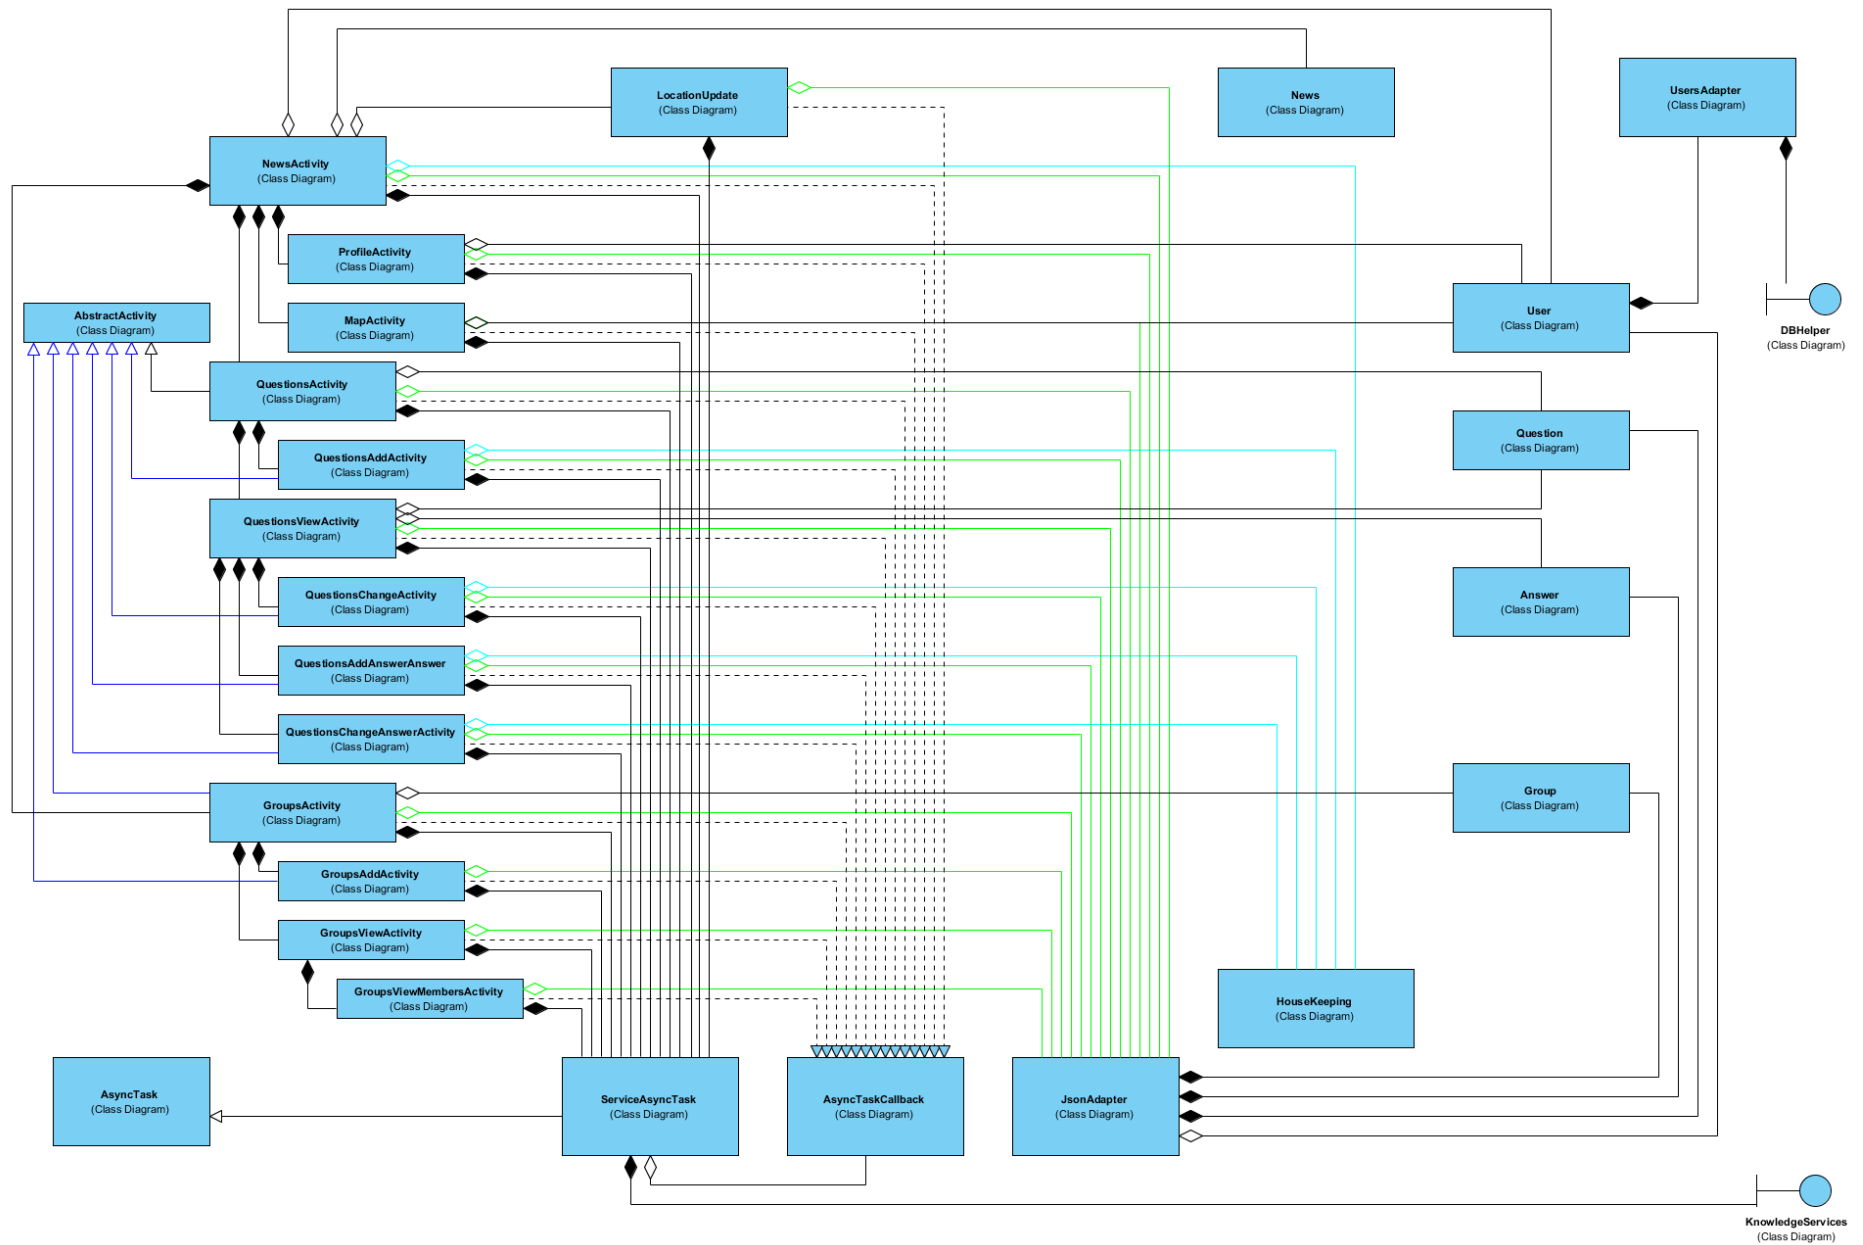 LocationUpdate
(Class Diagram)
News
(Class Diagram)
UsersAdapter
(Class Diagram)
NewsActivity
(Class Diagram)
ProfileActivity
(Class Diagram)
AbstractActivity
(Class Diagram)
MapActivity
(Class Diagram)
User
(Class Diagram)
DBHelper
(Class Diagram)
QuestionsActivity
(Class Diagram)
Question
(Class Diagram)
QuestionsAddActivity
(Class Diagram)
QuestionsViewActivity
(Class Diagram)
QuestionsChangeActivity
(Class Diagram)
Answer
(Class Diagram)
QuestionsAddAnswerAnswer
(Class Diagram)
QuestionsChangeAnswerActivity
(Class Diagram)
GroupsActivity
(Class Diagram)
Group
(Class Diagram)
GroupsAddActivity
(Class Diagram)
GroupsViewActivity
(Class Diagram)
GroupsViewMembersActivity
(Class Diagram)
HouseKeeping
(Class Diagram)
AsyncTask
(Class Diagram)
ServiceAsyncTask
(Class Diagram)
AsyncTaskCallback
(Class Diagram)
JsonAdapter
(Class Diagram)
KnowledgeServices
(Class Diagram)